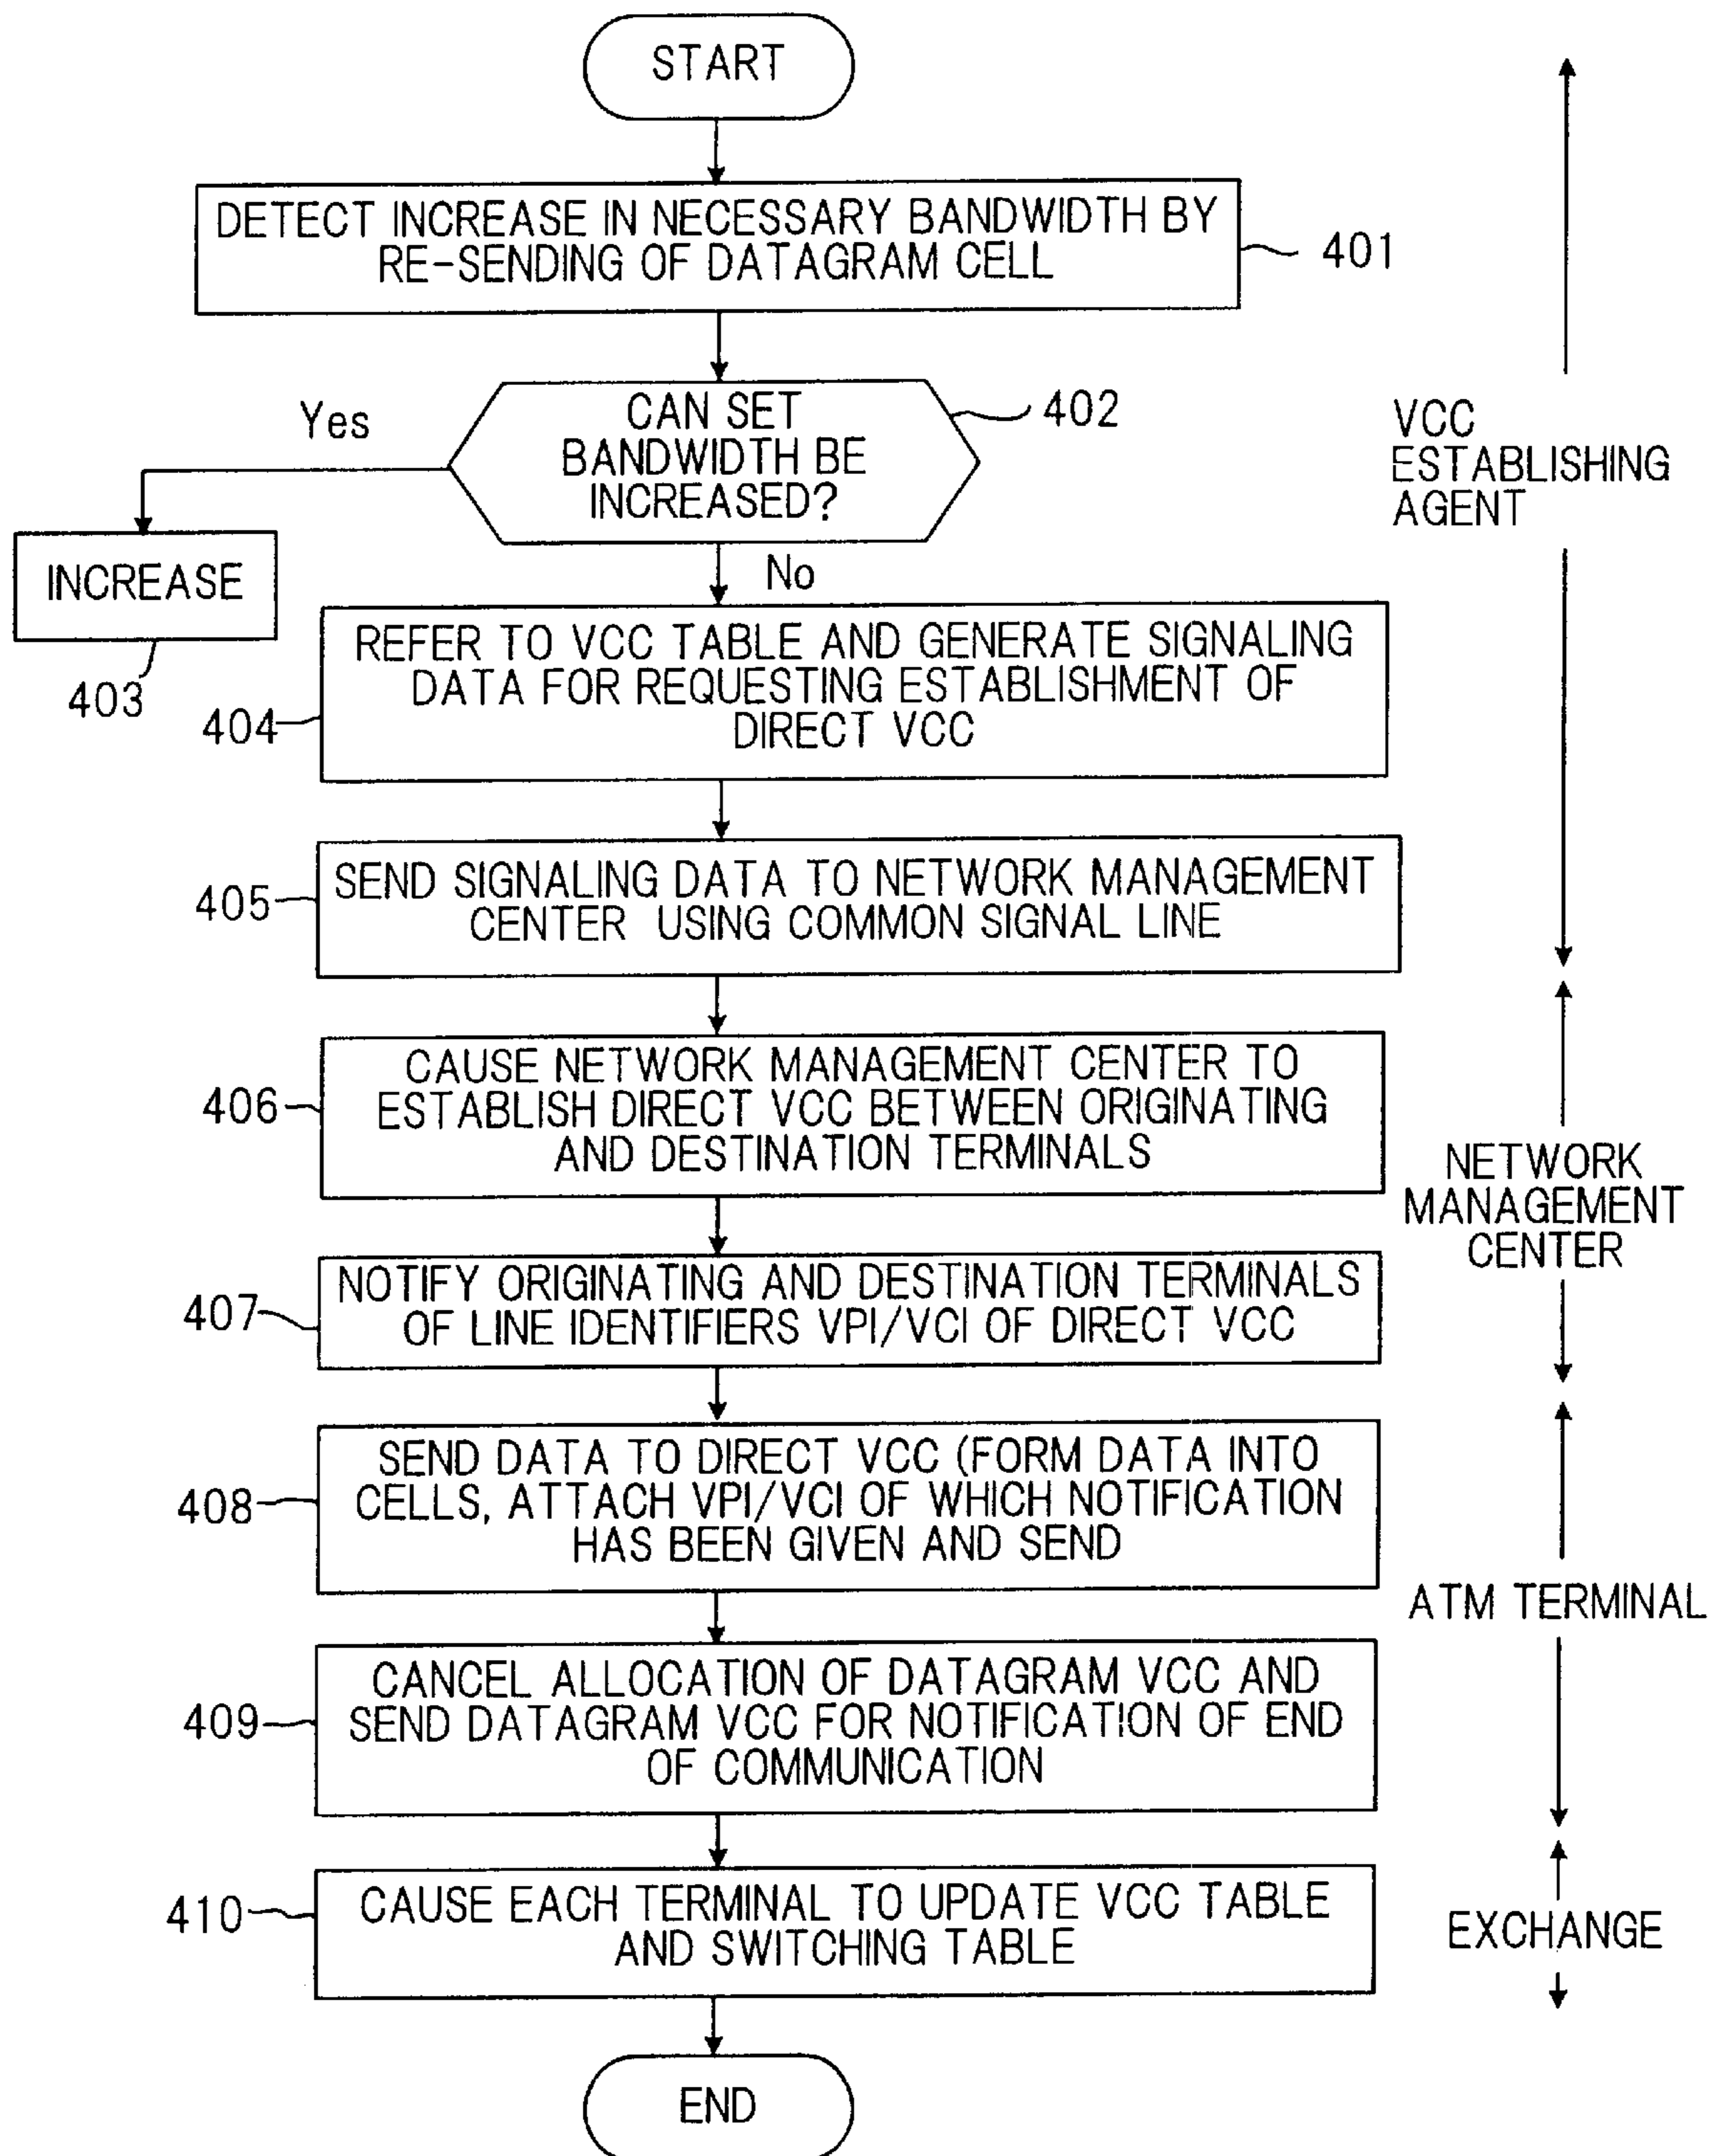 START
DETECT INCREASE IN NECESSARY BANDWIDTH BY
RE-SENDING OF DATAGRAM CELL
401
CAN SET
BANDWIDTH BE
INCREASED?
402
Yes
No
INCREASE
403
REFER TO VCC TABLE AND GENERATE SIGNALING
DATA FOR REQUESTING ESTABLISHMENT OF
DIRECT VCC
404
SEND SIGNALING DATA TO NETWORK MANAGEMENT
CENTER USING COMMON SIGNAL LINE
405
VCC
ESTABLISHING
AGENT
CAUSE NETWORK MANAGEMENT CENTER TO
ESTABLISH DIRECT VCC BETWEEN ORIGINATING
AND DESTINATION TERMINALS
406
NOTIFY ORIGINATING AND DESTINATION TERMINALS
OF LINE IDENTIFIERS VPI/VCI OF DIRECT VCC
407
NETWORK
MANAGEMENT
CENTER
SEND DATA TO DIRECT VCC (FORM DATA INTO
CELLS, ATTACH VPI/VCI OF WHICH NOTIFICATION
HAS BEEN GIVEN AND SEND
408
CANCEL ALLOCATION OF DATAGRAM VCC AND
SEND DATAGRAM VCC FOR NOTIFICATION OF END
OF COMMUNICATION
409
ATM TERMINAL
CAUSE EACH TERMINAL TO UPDATE VCC TABLE
AND SWITCHING TABLE
410
EXCHANGE
END